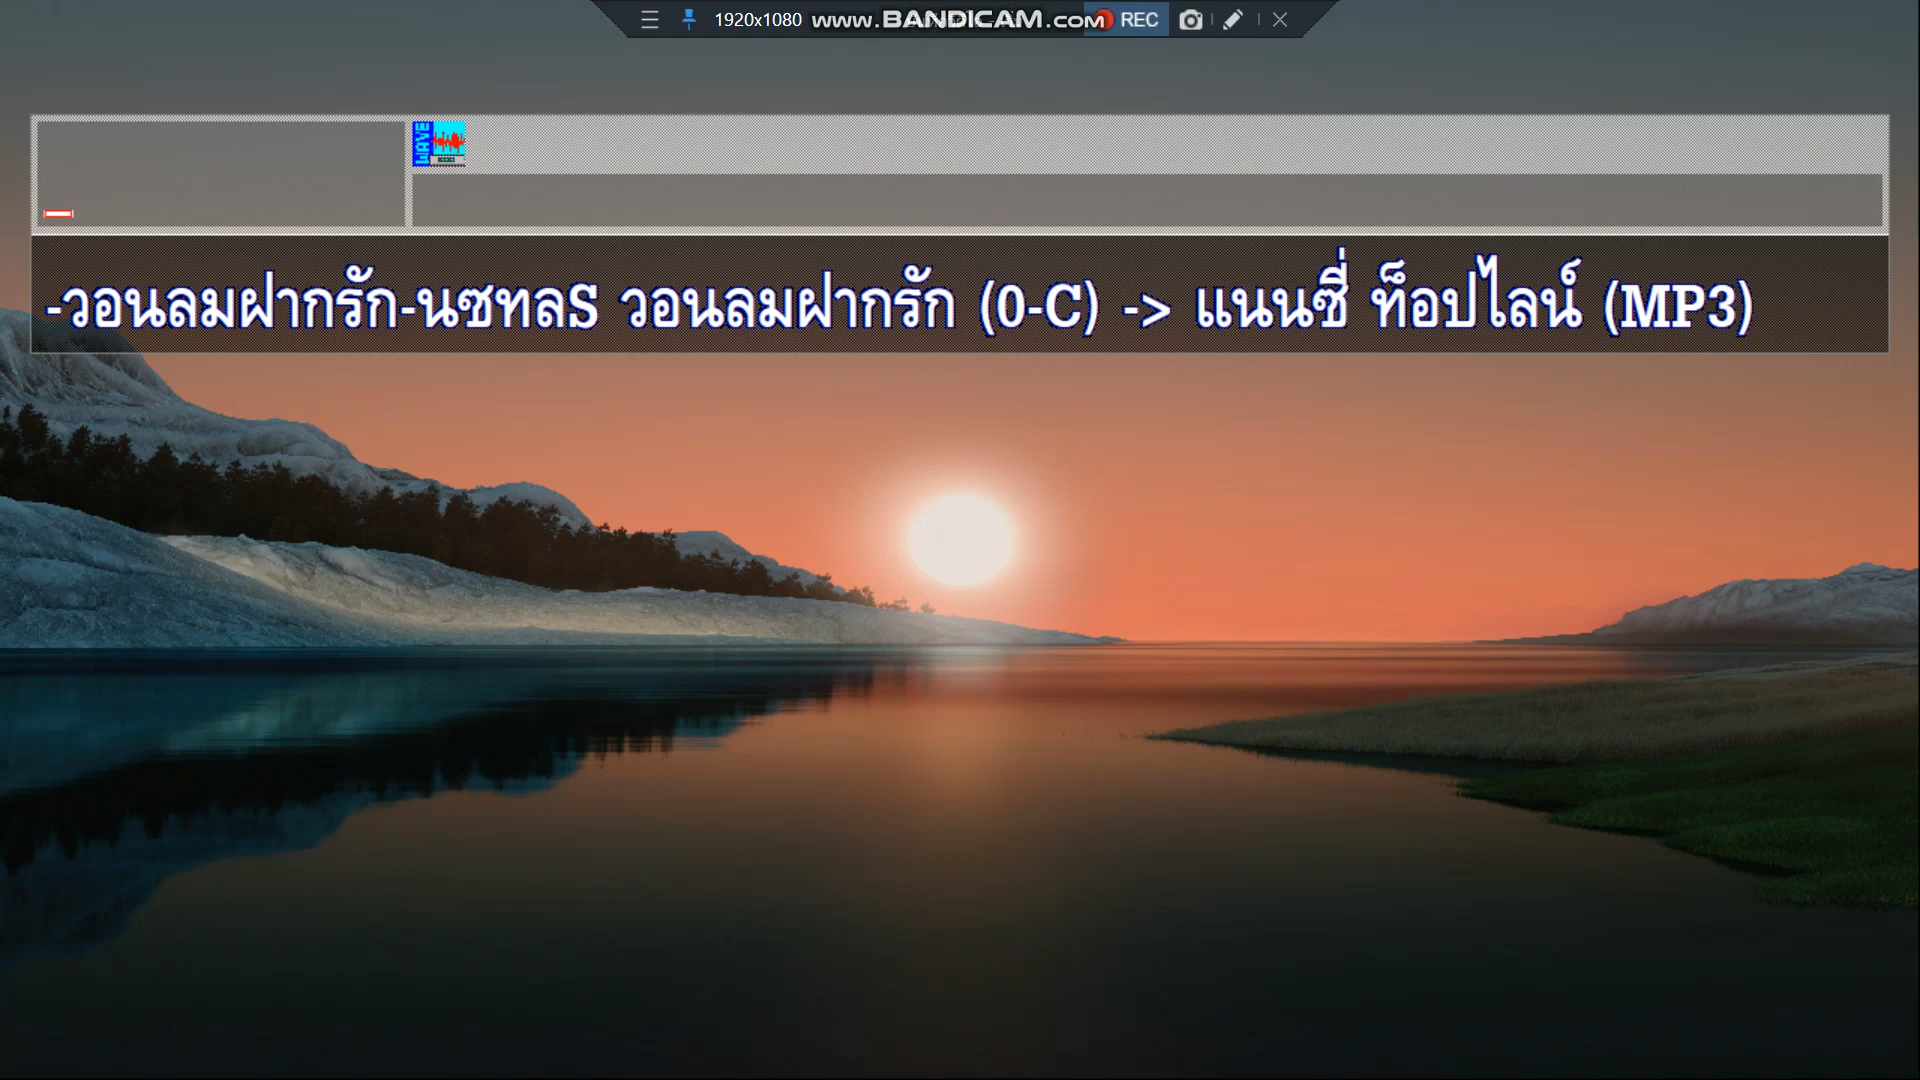 1920x1080 www.BANDICAM.com REC
WAVE
-วอนลมฝากรัก-นซทลS วอนลมฝากรัก (0-C) -> แนนซี่ ท็อปไลน์ (MP3)